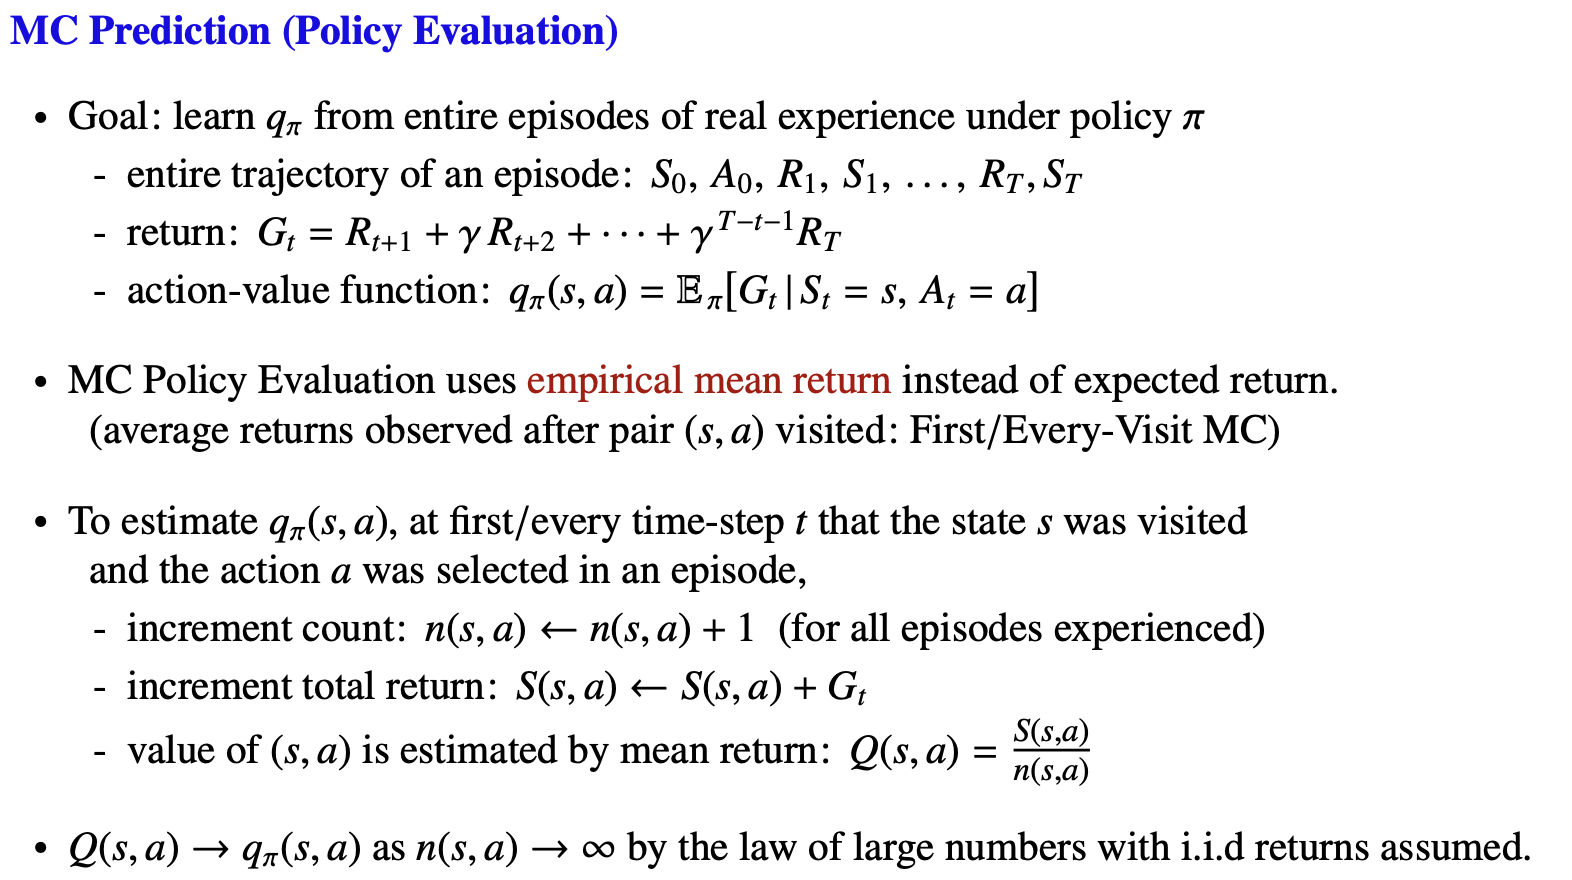 MC Prediction (Policy Evaluation)
• Goal: learn $q_\pi$ from entire episodes of real experience under policy $\pi$
- entire trajectory of an episode: $S_0, A_0, R_1, S_1, \ldots, R_T, S_T$
- return: $G_t = R_{t+1} + \gamma R_{t+2} + \cdots + \gamma^{T-t-1} R_T$
- action-value function: $q_\pi(s, a) = \mathbb{E}_\pi[G_t | S_t = s, A_t = a]$
• MC Policy Evaluation uses empirical mean return instead of expected return.
(average returns observed after pair $(s, a)$ visited: First/Every-Visit MC)
• To estimate $q_\pi(s, a)$, at first/every time-step $t$ that the state $s$ was visited
and the action $a$ was selected in an episode,
- increment count: $n(s, a) \leftarrow n(s, a) + 1$ (for all episodes experienced)
- increment total return: $S(s, a) \leftarrow S(s, a) + G_t$
- value of $(s, a)$ is estimated by mean return: $Q(s, a) = \frac{S(s,a)}{n(s,a)}$
• $Q(s, a) \rightarrow q_\pi(s, a)$ as $n(s, a) \rightarrow \infty$ by the law of large numbers with i.i.d returns assumed.